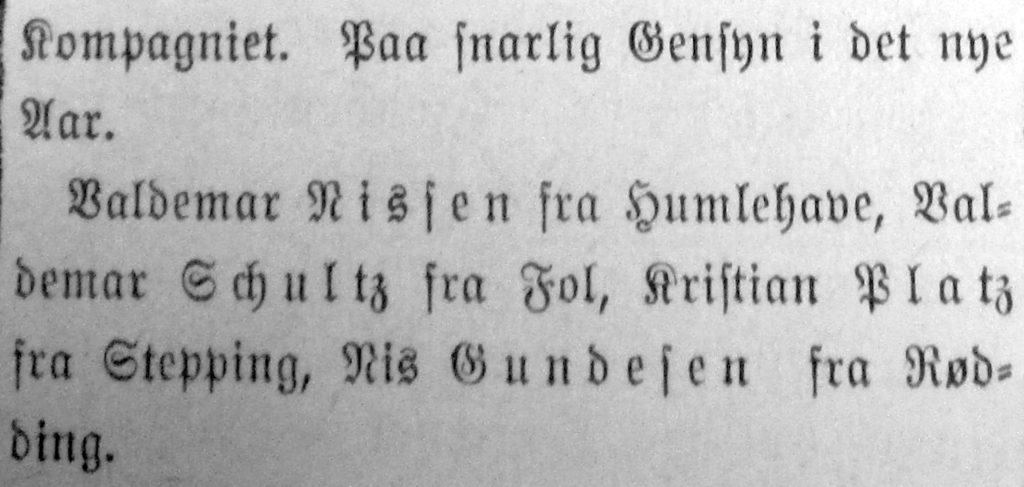 Kompagniet. Paa snarlig Gensyn i det nye
Aar.
Valdemar Nissen fra Humlehave, Val-
demar Schultz fra Fol, Kristian Platz
fra Stepping, Nis Gundesen fra Rød-
ding.